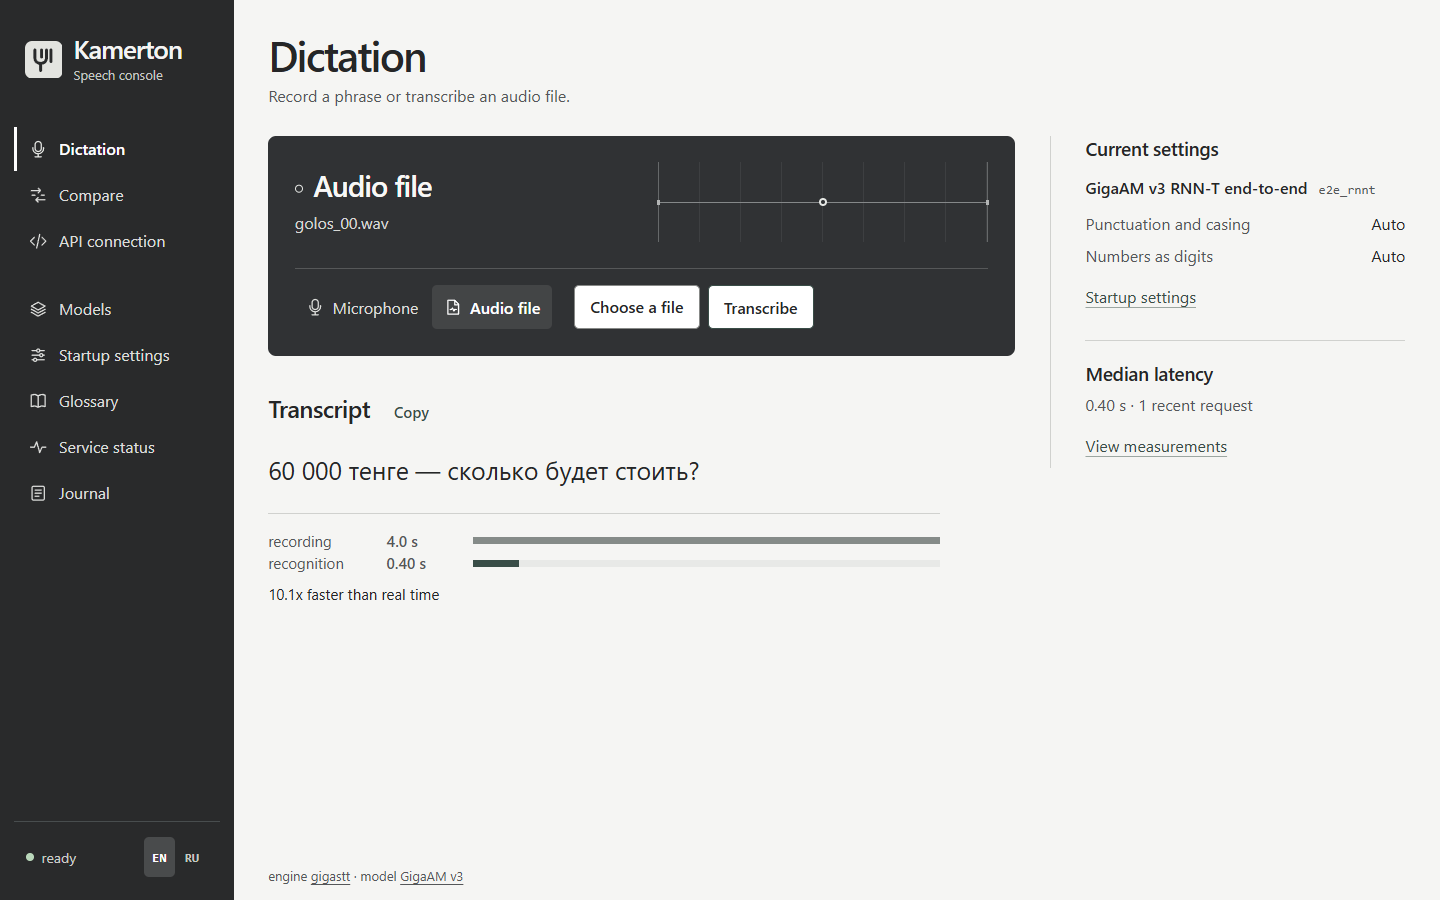 Kamerton
Speech console
Dictation
Compare
API connection
Models
Startup settings
Glossary
Service status
Journal
ready
EN RU
Dictation
Record a phrase or transcribe an audio file.
Audio file
golos_00.wav
Microphone
Audio file
Choose a file
Transcribe
Transcript
Copy
60 000 тенге — сколько будет стоить?
recording 4.0 s
recognition 0.40 s
10.1x faster than real time
engine gigastt · model GigaAM v3
Current settings
GigaAM v3 RNN-T end-to-end e2e_rnnt
Punctuation and casing Auto
Numbers as digits Auto
Startup settings
Median latency
0.40 s · 1 recent request
View measurements